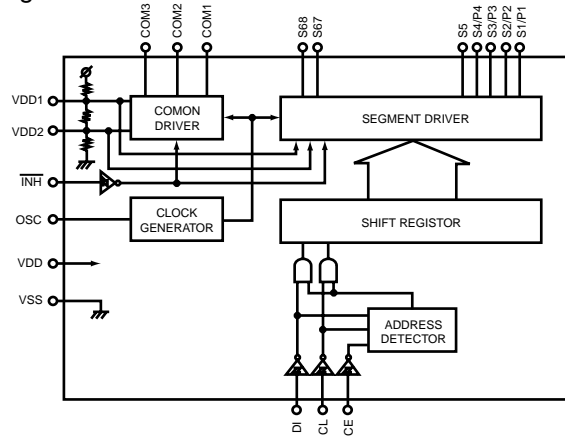 COM3
COM2
COM1
S68
S67
S5
S4/P4
S3/P3
S2/P2
S1/P1
VDD1
VDD2
INH
OSC
VDD
VSS
COMON
DRIVER
SEGMENT DRIVER
CLOCK
GENERATOR
SHIFT REGISTOR
ADDRESS
DETECTOR
DI
CL
CE